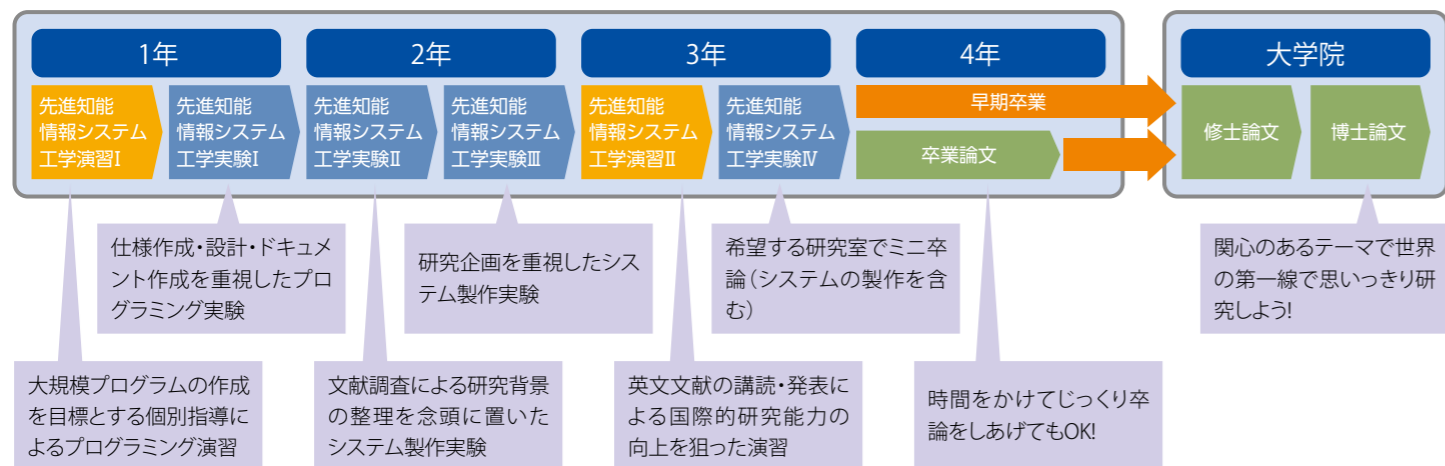 1年
2年
3年
4年
大学院
先進知能
情報システム
工学演習Ⅰ
先進知能
情報システム
工学実験Ⅰ
先進知能
情報システム
工学実験Ⅱ
先進知能
情報システム
工学実験Ⅲ
先進知能
情報システム
工学演習Ⅱ
先進知能
情報システム
工学実験Ⅳ
早期卒業
卒業論文
修士論文
博士論文
仕様作成・設計・ドキュメ
ント作成を重視したプロ
グラミング実験
研究企画を重視したシス
テム製作実験
希望する研究室でミニ卒
論（システムの製作を含
む）
関心のあるテーマで世界
の第一線で思いっきり研
究しよう!
大規模プログラムの作成
を目標とする個別指導に
よるプログラミング演習
文献調査による研究背景
の整理を念頭に置いた
システム製作実験
英文文献の講読・発表に
よる国際的研究能力の
向上を狙った演習
時間をかけてじっくり卒
論をしあげてもOK!